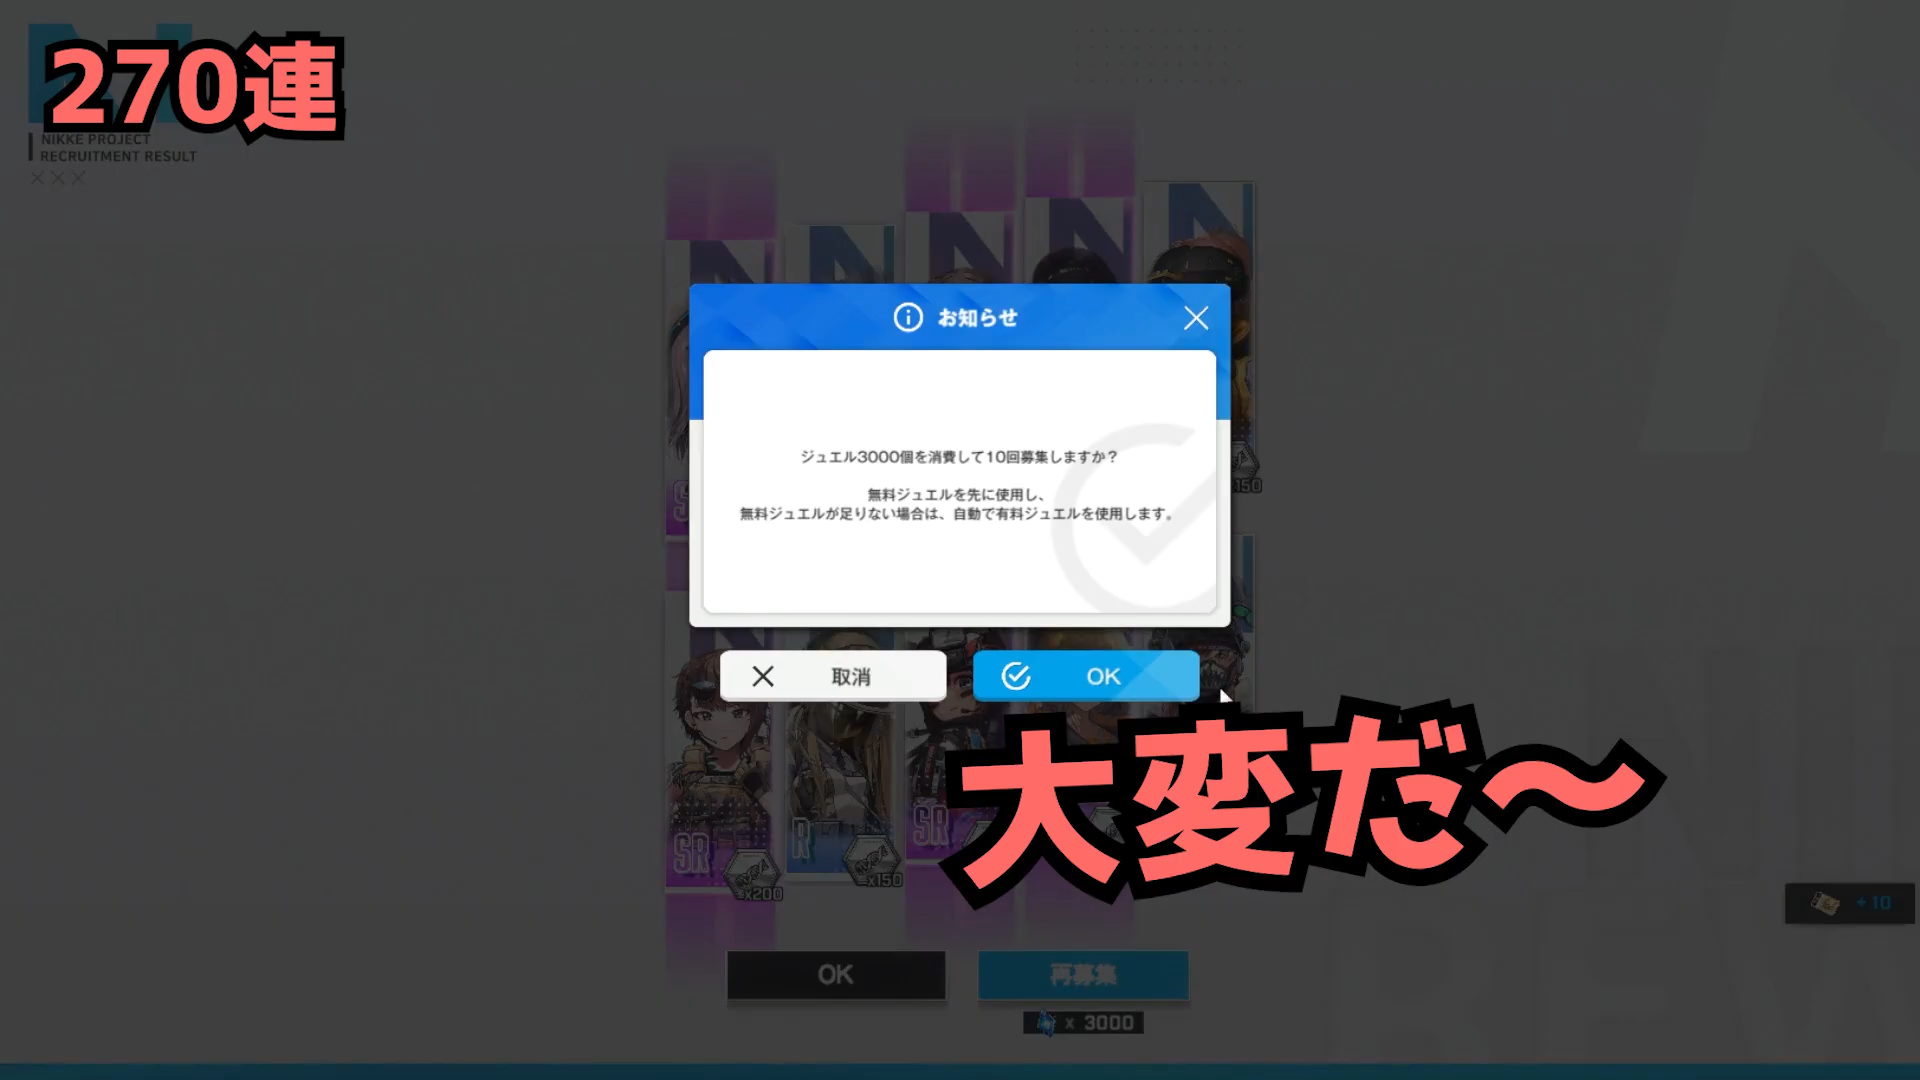 270連
NIKKE PROJECT
RECRUITMENT RESULT
お知らせ
ジュエル3000個を消費して10回募集しますか？
無料ジュエルを先に使用し、
無料ジュエルが足りない場合は、自動で有料ジュエルを使用します。
x150
取消
OK
大変だ～
SR
R
SR
x200
x150
+10
OK
再募集
x 3000